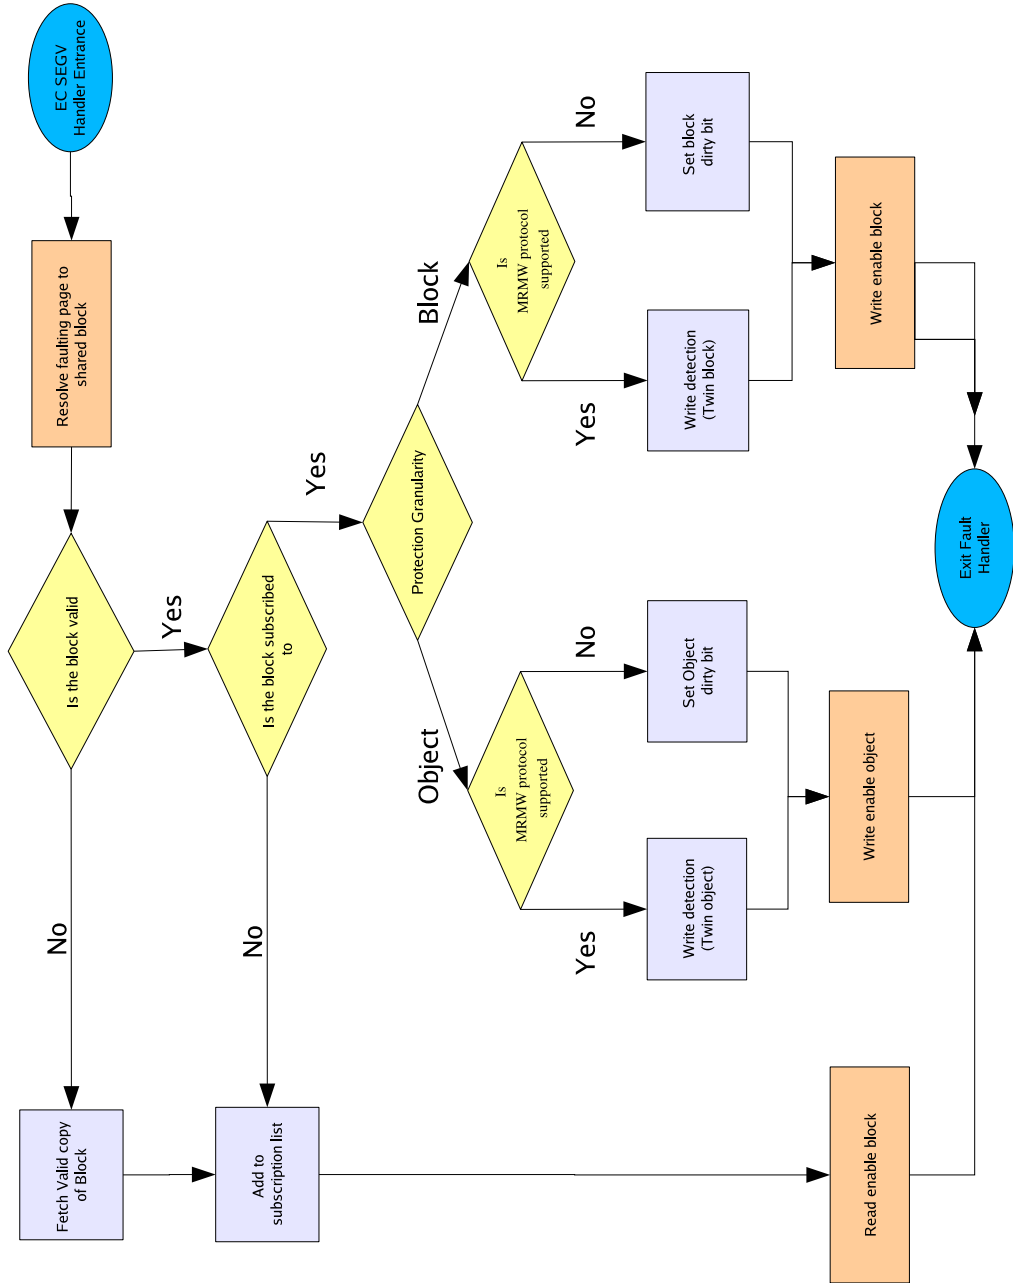 EC SEGV
Handler Entrance
Resolve faulting page to
shared block
Is the block valid
Yes
No
Fetch Valid copy
of Block
Is the block subscribed
to
Yes
No
Add to
subscription list
Protection Granularity
Block
Object
Is
MRMW protocol
supported
No
Yes
Set block
dirty bit
Write detection
(Twin block)
Write enable block
Is
MRMW protocol
supported
No
Yes
Set Object
dirty bit
Write detection
(Twin object)
Write enable object
Read enable block
Exit Fault
Handler